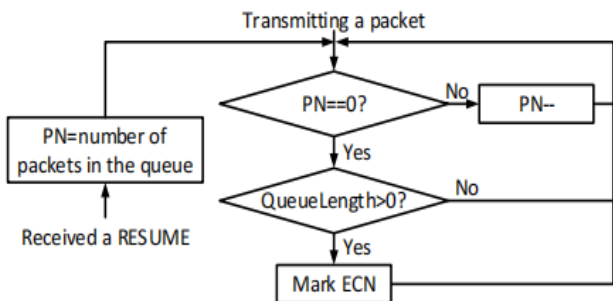 Transmitting a packet
PN==0?
No
PN--
PN=number of
packets in the queue
Yes
QueueLength>0?
No
Received a RESUME
Yes
Mark ECN